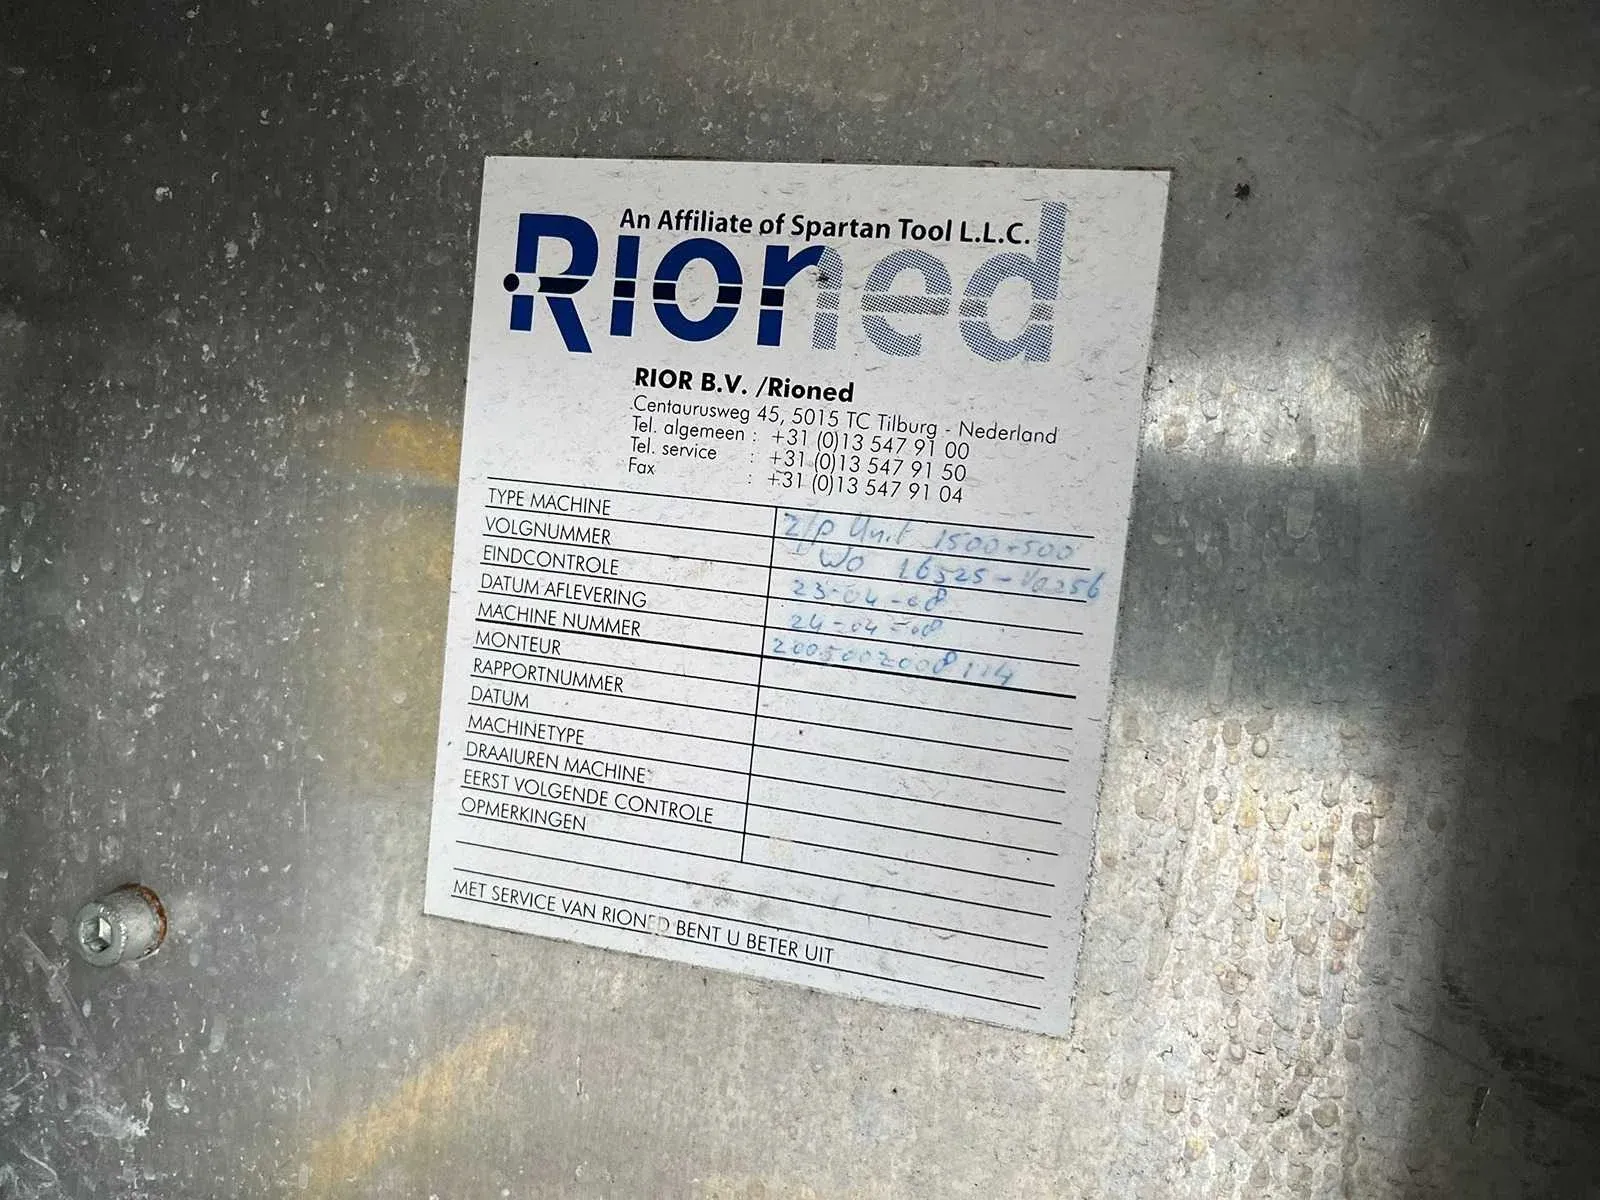 An Affiliate of Spartan Tool L.L.C.
Rioned
RIOR B.V. /Rioned
Centaurusweg 45, 5015 TC Tilburg - Nederland
Tel. algemeen : +31 (0)13 547 91 00
Tel. service : +31 (0)13 547 91 50
Fax : +31 (0)13 547 91 04
TYPE MACHINE Unit 1500-500
VOLGNUMMER WO 16525-
EINDCONTROLE 23-04-08
DATUM AFLEVERING 24-04-08
MACHINE NUMMER
MONTEUR
RAPPORTNUMMER
DATUM
MACHINETYPE
DRAAIUREN MACHINE
EERST VOLGENDE CONTROLE
OPMERKINGEN
MET SERVICE VAN RIONED BENT U BETER UIT